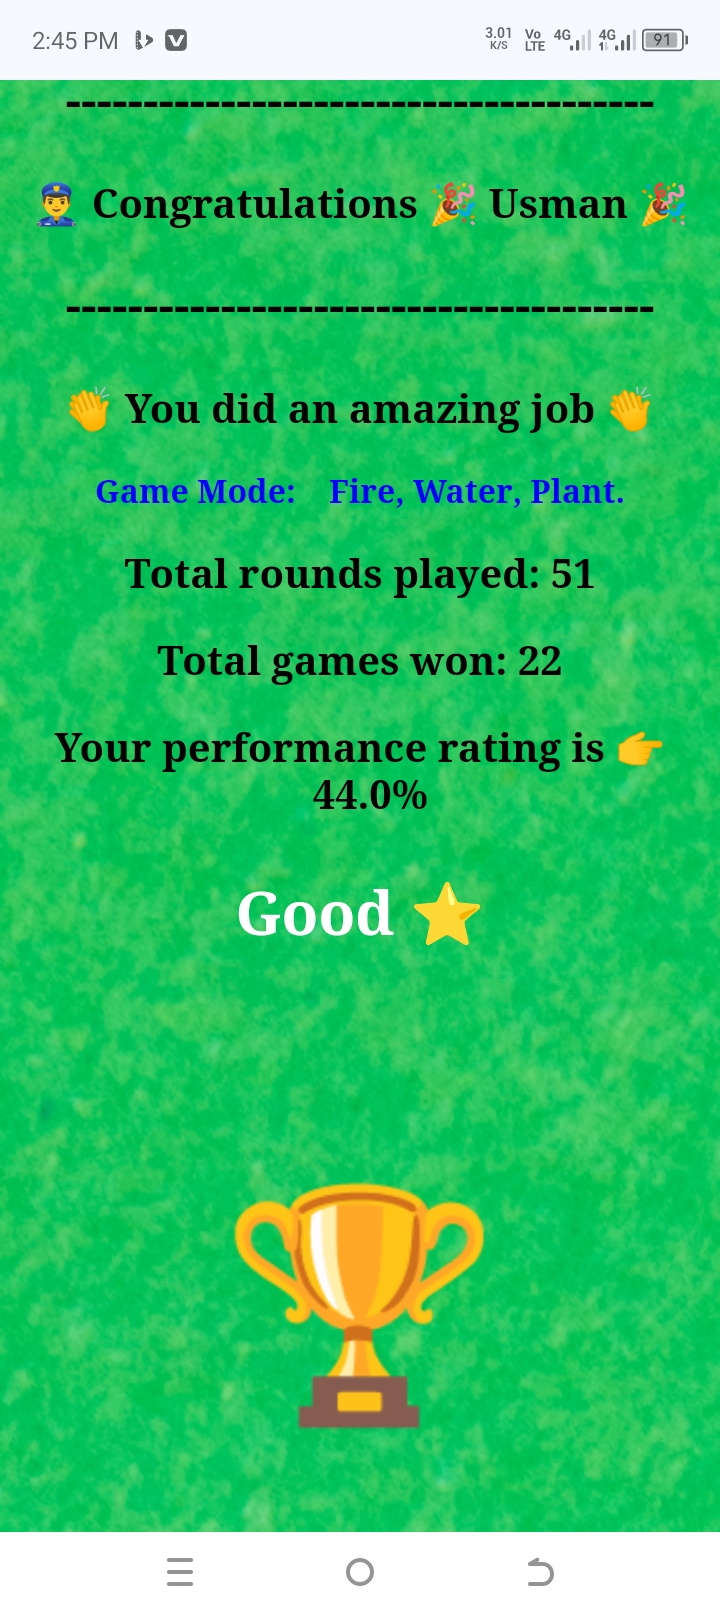 2:45 PM
3.01 K/S Vo LTE 4G 4G 91
--------------------------------------
👮 Congratulations 🎉 Usman 🎉
--------------------------------------
👏 You did an amazing job 👏
Game Mode: Fire, Water, Plant.
Total rounds played: 51
Total games won: 22
Your performance rating is 👉
44.0%
Good ⭐